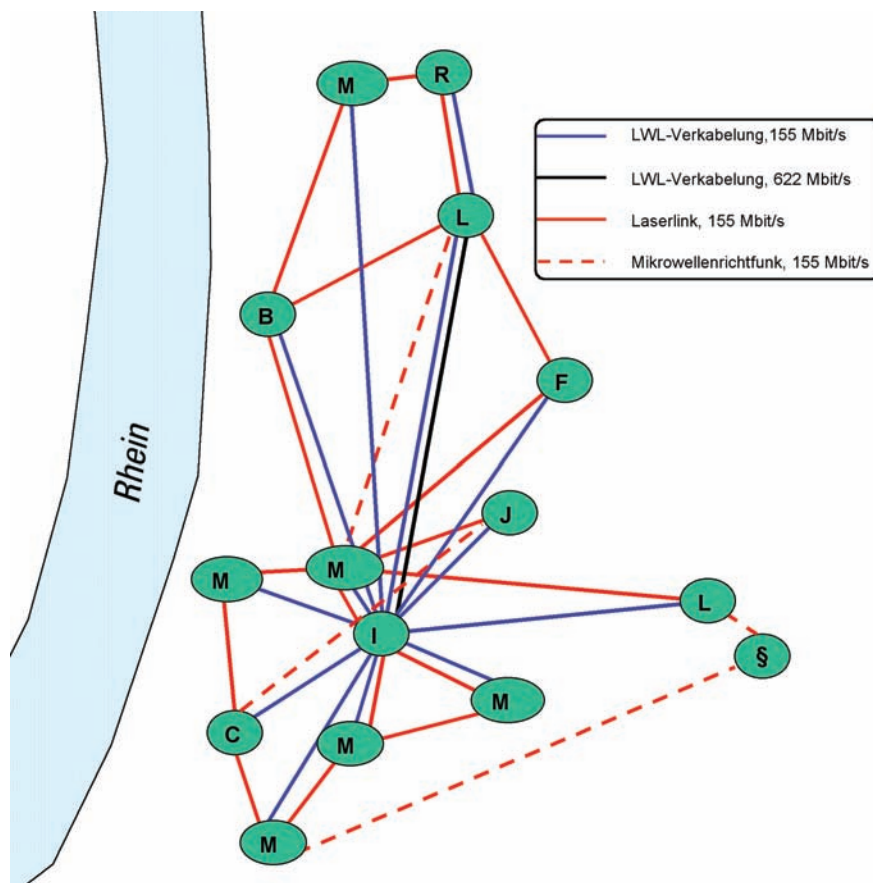 M
R
LWL-Verkabelung,155 Mbit/s
LWL-Verkabelung, 622 Mbit/s
L
Laserlink, 155 Mbit/s
Mikrowellenrichtfunk, 155 Mbit/s
B
F
Rhein
J
M
M
L
I
§
M
C
M
M